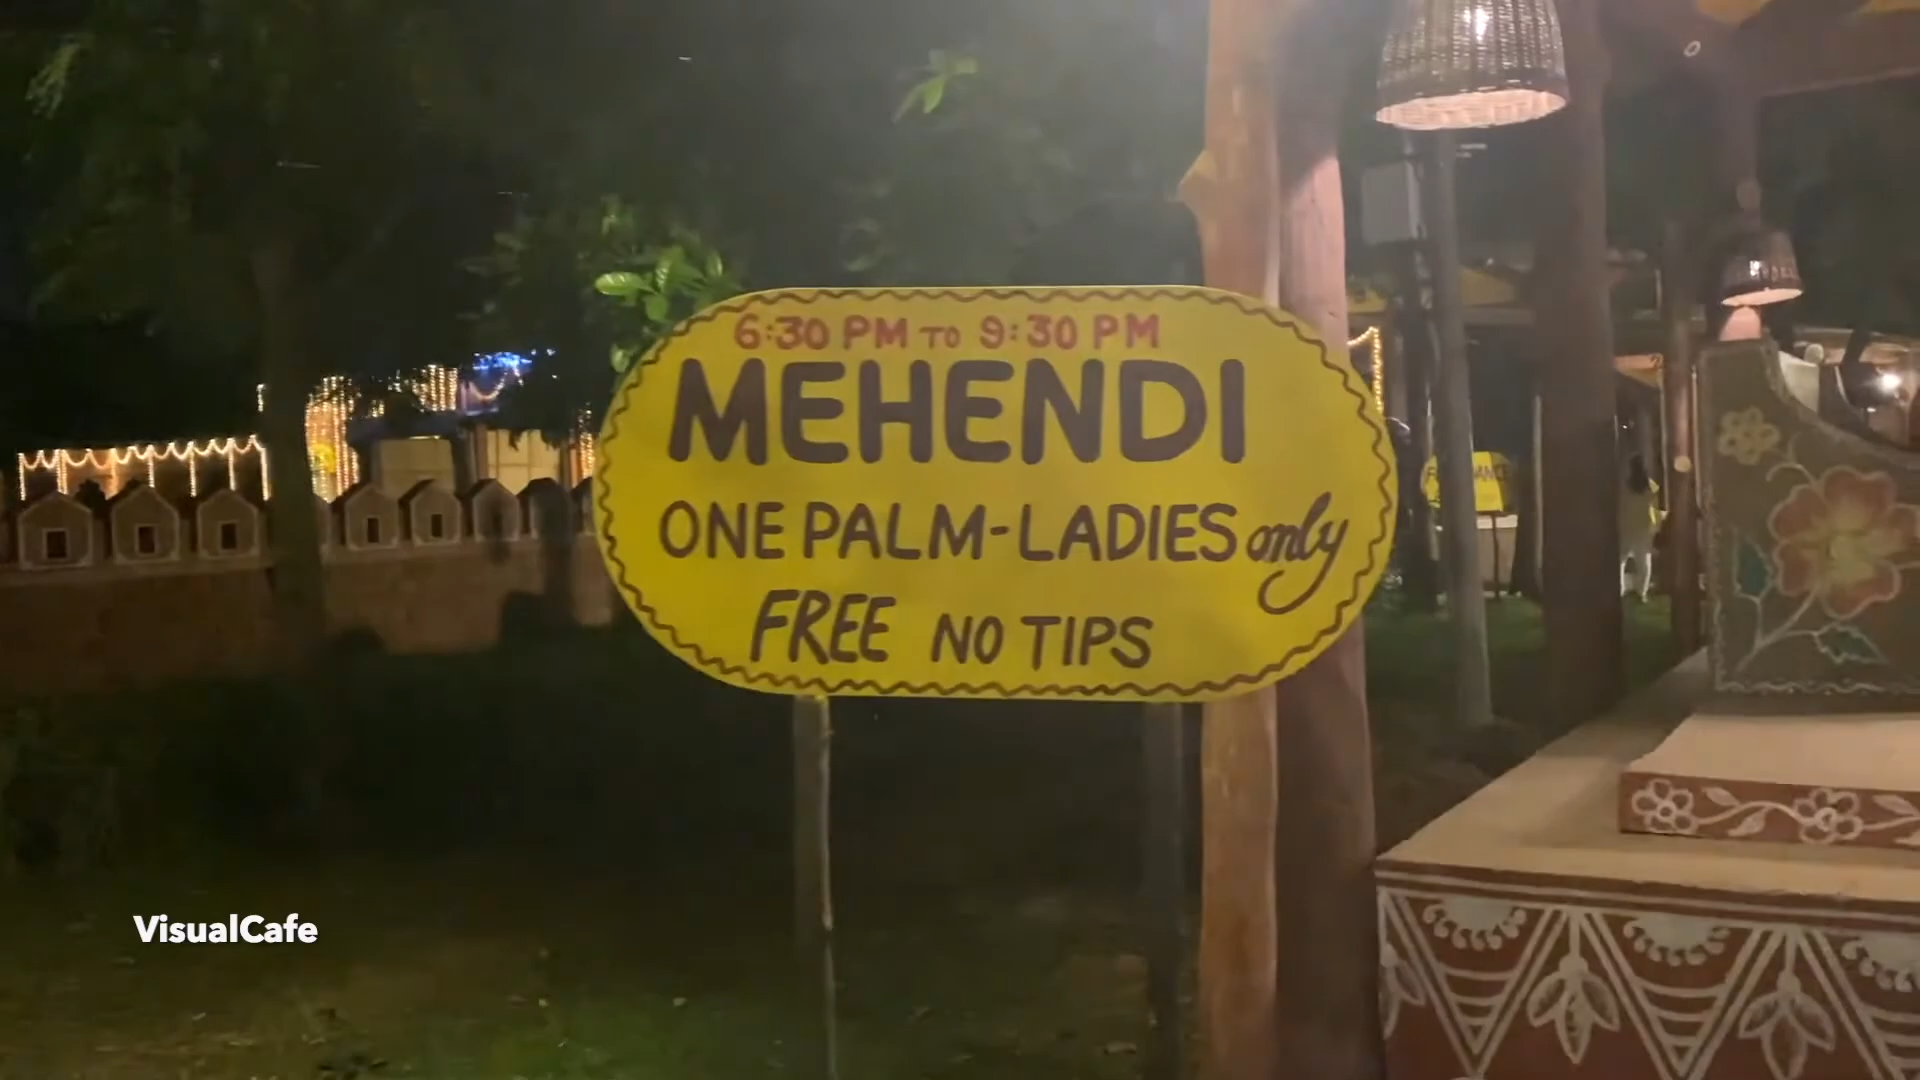 6:30 PM TO 9:30 PM
MEHENDI
ONE PALM-LADIES only
FREE NO TIPS
VisualCafe